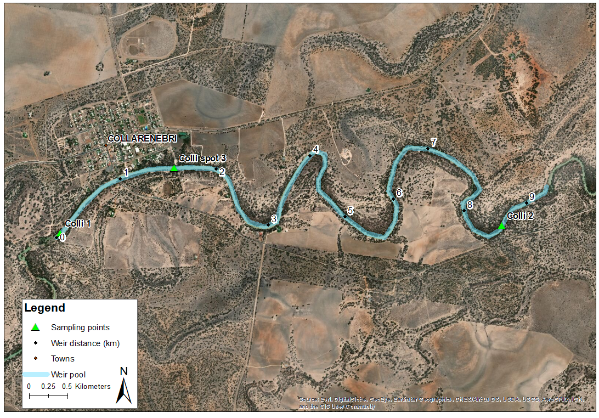 COLLARENEBRI
Colli spot 3
Colli 1
Colli 2
0
1
2
3
4
5
6
7
8
9
Legend
Sampling points
Weir distance (km)
Towns
Weir pool
0 0.25 0.5 Kilometers
N